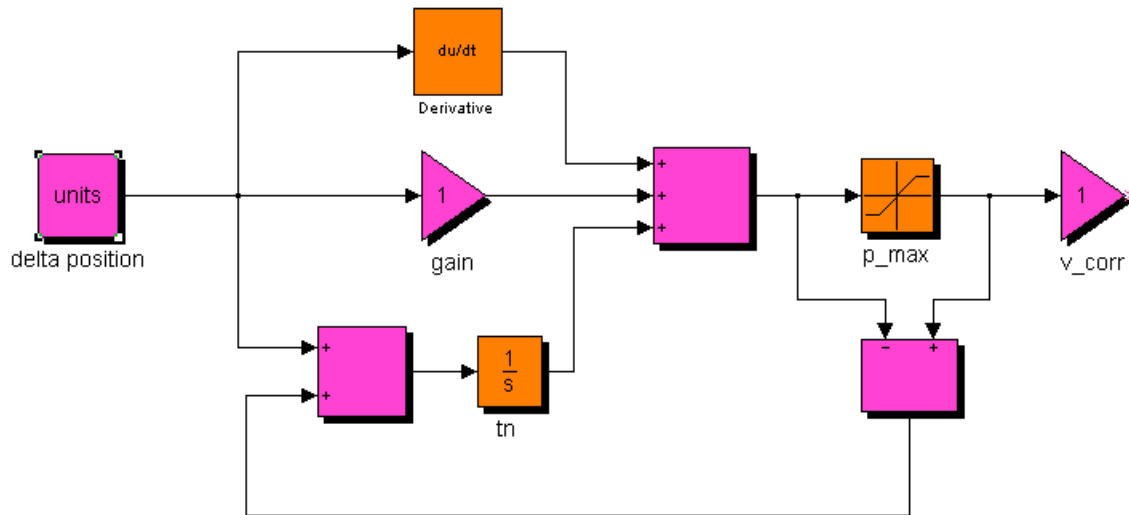 du/dt
Derivative
units
delta position
1
gain
+
+
+
p_max
1
v_corr
+
+
1
s
tn
− +